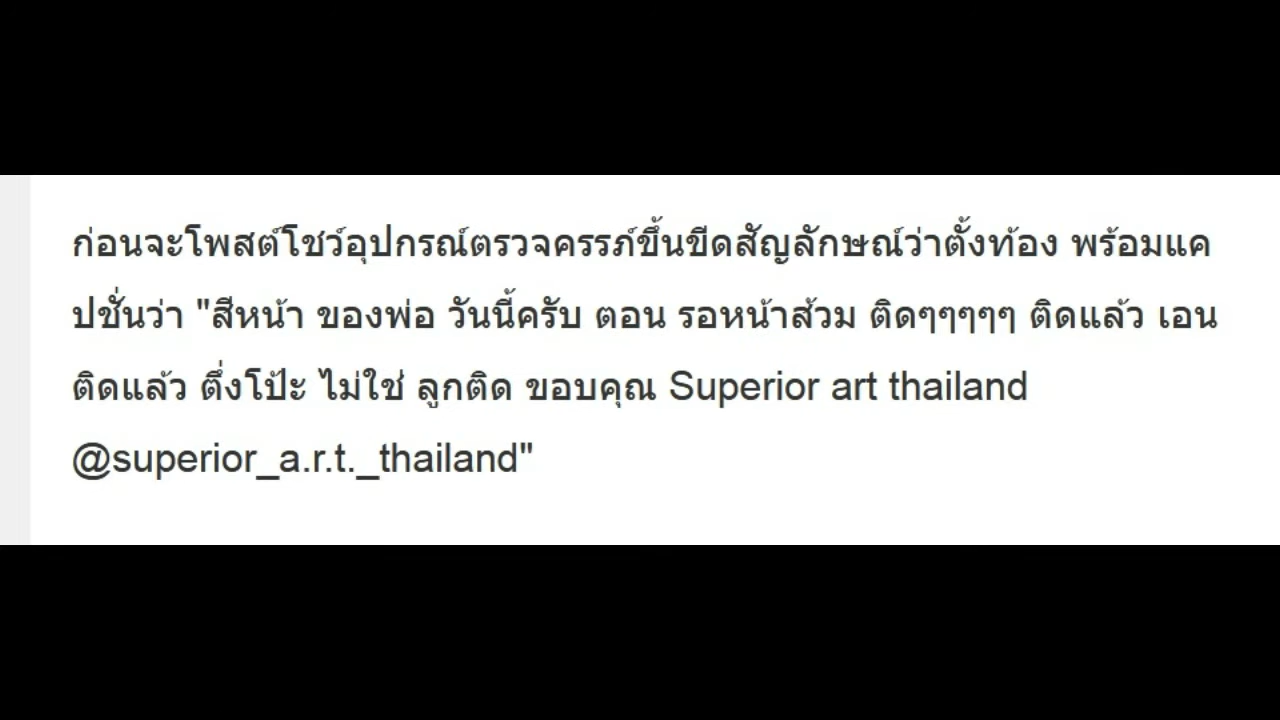 ก่อนจะโพสต์โชว์อุปกรณ์ตรวจครรภ์ขึ้นขีดสัญลักษณ์ว่าตั้งท้อง พร้อมแค
ปชั่นว่า "สีหน้า ของพ่อ วันนี้ครับ ตอน รอหน้าส้วม ติดๆๆๆๆๆ ติดแล้ว เอน
ติดแล้ว ตึ่งโป๊ะ ไม่ใช่ ลูกติด ขอบคุณ Superior art thailand
@superior_a.r.t._thailand"